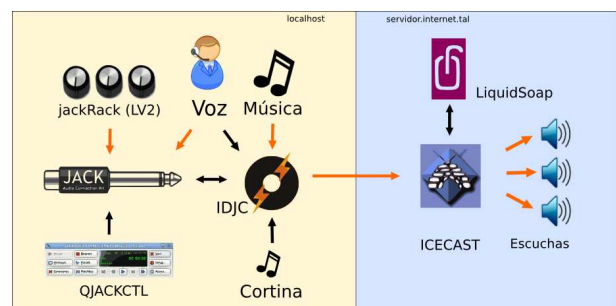 localhost
servidor.internet.tal
jackRack (LV2)
Voz
Música
LiquidSoap
JACK
Audio Connection Kit
IDJC
ICECAST
Escuchas
QJACKCTL
Cortina